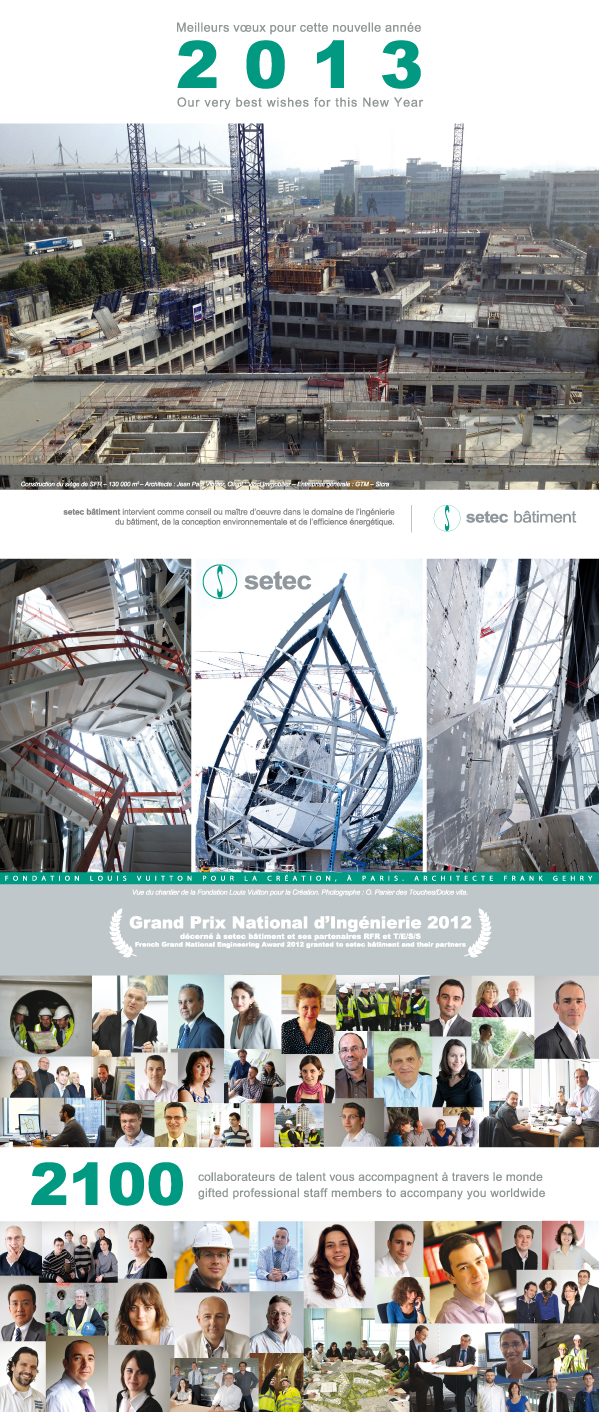 Meilleurs vœux pour cette nouvelle année
2013
Our very best wishes for this New Year
Construction du siège de SFR – 130 000 m² – Architecte : Jean Paul Viguier, Client : Vinci Immobilier – Entreprise générale : GTM – Sicra
setec bâtiment intervient comme conseil ou maître d'oeuvre dans le domaine de l'ingénierie
du bâtiment, de la conception environnementale et de l'efficience énergétique.
setec bâtiment
setec
FONDATION LOUIS VUITTON POUR LA CRÉATION, À PARIS. ARCHITECTE FRANK GEHRY
Vue du chantier de la Fondation Louis Vuitton pour la Création. Photographe : O. Panier des Touches/Dolce vita.
Grand Prix National d'Ingénierie 2012
décerné à setec bâtiment et ses partenaires RFR et T/E/S/S
French Grand National Engineering Award 2012 granted to setec bâtiment and their partners
2100
collaborateurs de talent vous accompagnent à travers le monde
gifted professional staff members to accompany you worldwide